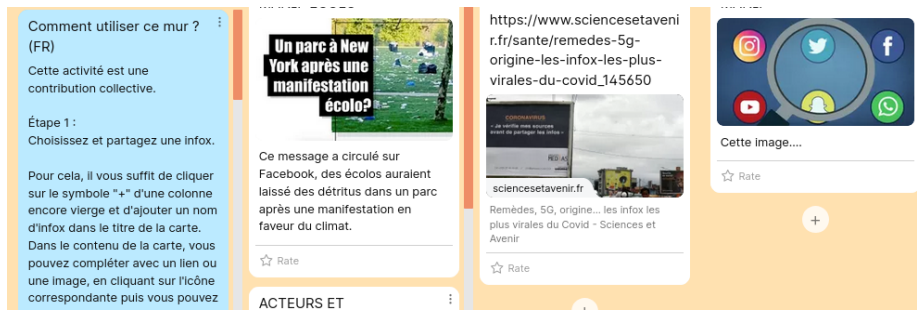 Comment utiliser ce mur ?
(FR)
Cette activité est une
contribution collective.
Étape 1 :
Choisissez et partagez une infox.
Pour cela, il vous suffit de cliquer
sur le symbole "+" d'une colonne
encore vierge et d'ajouter un nom
d'infox dans le titre de la carte.
Dans le contenu de la carte, vous
pouvez compléter avec un lien ou
une image, en cliquant sur l'icône
correspondante puis vous pouvez
Un parc à New
York après une
manifestation
écolo?
Ce message a circulé sur
Facebook, des écolos auraient
laissé des détritus dans un parc
après une manifestation en
faveur du climat.
Rate
ACTEURS ET
https://www.sciencesetaveni
r.fr/sante/remedes-5g-
origine-les-infox-les-plus-
virales-du-covid_145650
CORONAVIRUS
« Je vérifie mes sources
avant de partager les infox »
sciencesetavenir.fr
Remèdes, 5G, origine... les infox les
plus virales du Covid - Sciences et
Avenir
Rate
Cette image....
Rate